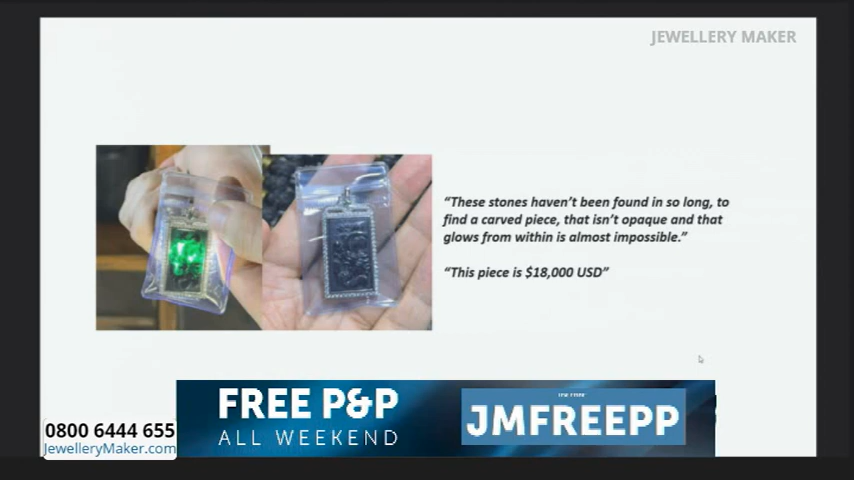 JEWELLERY MAKER
“These stones haven’t been found in so long, to
find a carved piece, that isn’t opaque and that
glows from within is almost impossible.”
“This piece is $18,000 USD”
FREE P&P
ALL WEEKEND
JMFREEPP
0800 6444 655
JewelleryMaker.com